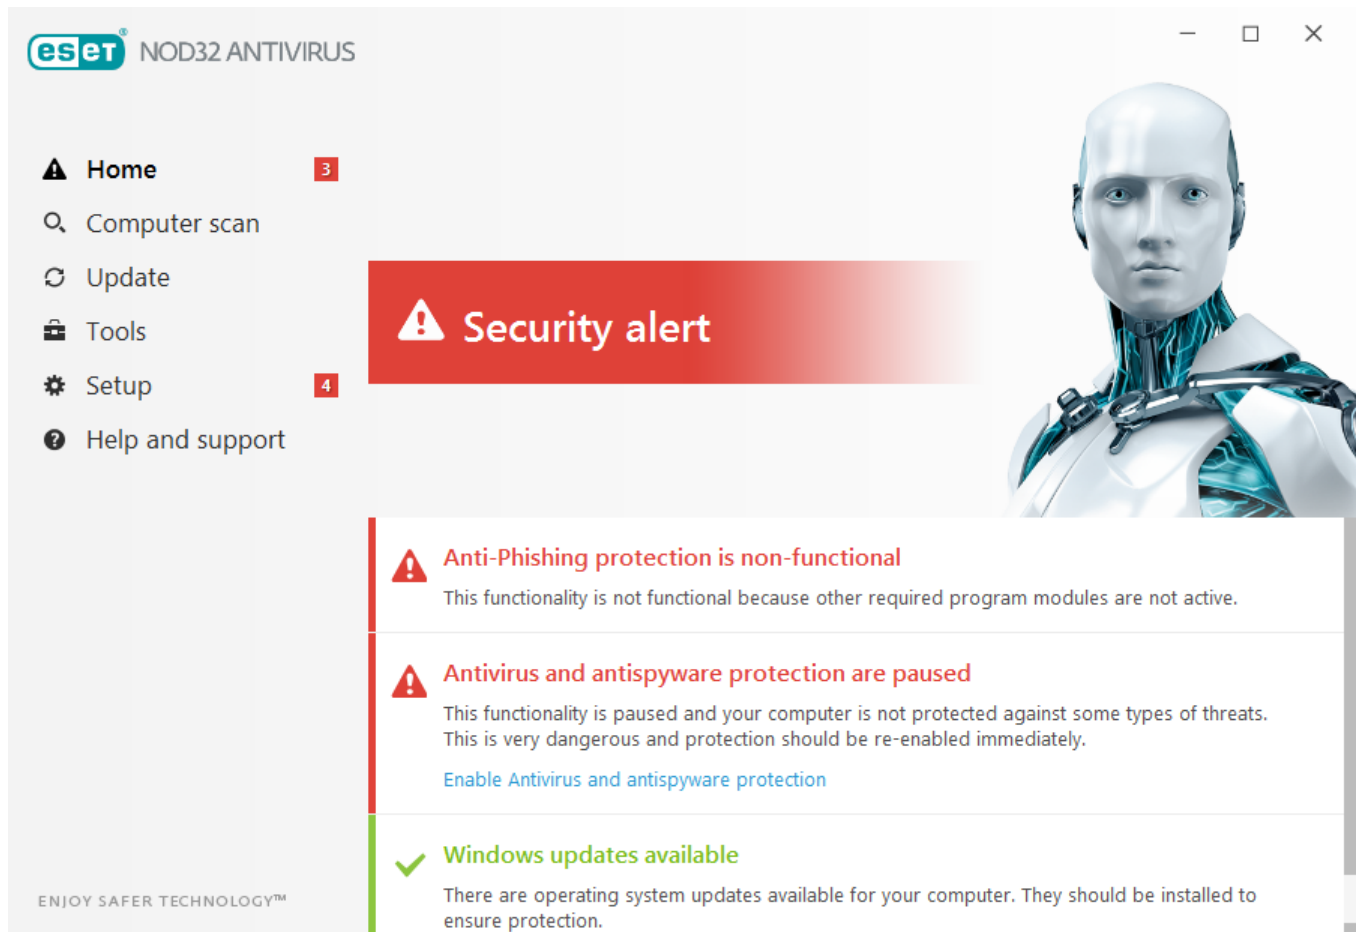 eset® NOD32 ANTIVIRUS
Home 3
Computer scan
Update
Tools
Setup 4
Help and support
ENJOY SAFER TECHNOLOGY™
Security alert
Anti-Phishing protection is non-functional
This functionality is not functional because other required program modules are not active.
Antivirus and antispyware protection are paused
This functionality is paused and your computer is not protected against some types of threats.
This is very dangerous and protection should be re-enabled immediately.
Enable Antivirus and antispyware protection
Windows updates available
There are operating system updates available for your computer. They should be installed to
ensure protection.